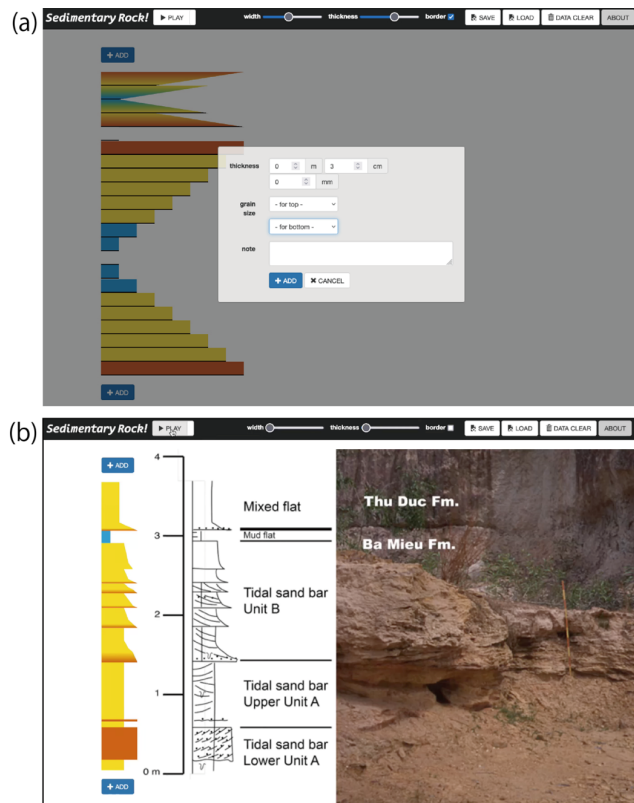 (a)
Sedimentary Rock!
PLAY
width
thickness
border
SAVE
LOAD
DATA CLEAR
ABOUT
+ ADD
thickness
0 m 3 cm
0 mm
grain size
- for top -
- for bottom -
note
+ ADD
CANCEL
+ ADD
(b)
Sedimentary Rock!
PLAY
width
thickness
border
SAVE
LOAD
DATA CLEAR
ABOUT
+ ADD
4
Mixed flat
Thu Duc Fm.
3
Mud flat
Ba Mieu Fm.
2
Tidal sand bar
Unit B
1
Tidal sand bar
Upper Unit A
Tidal sand bar
Lower Unit A
0 m
+ ADD